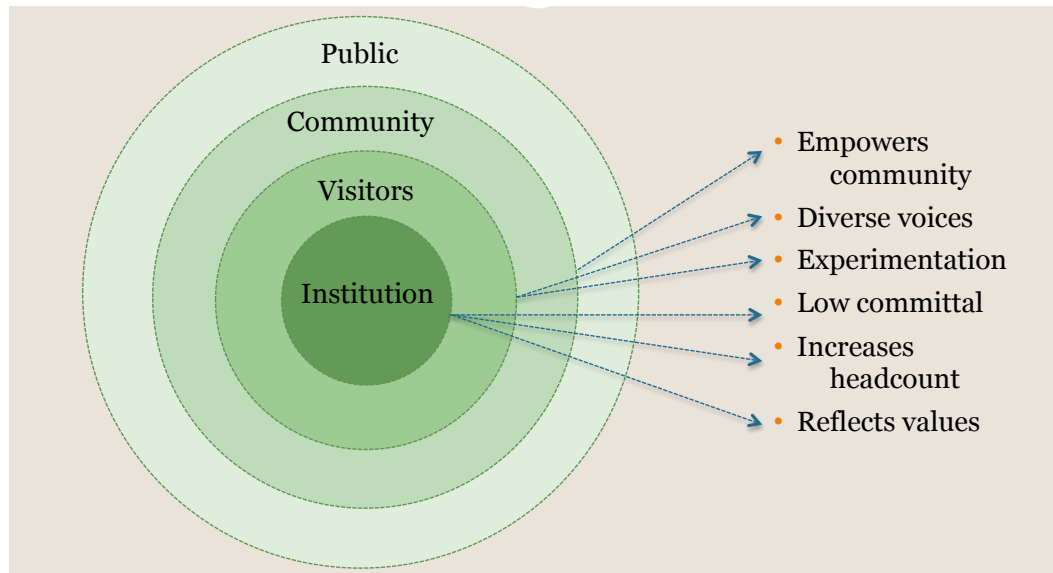 Public
Community
Visitors
Institution
• Empowers
community
• Diverse voices
• Experimentation
• Low committal
• Increases
headcount
• Reflects values